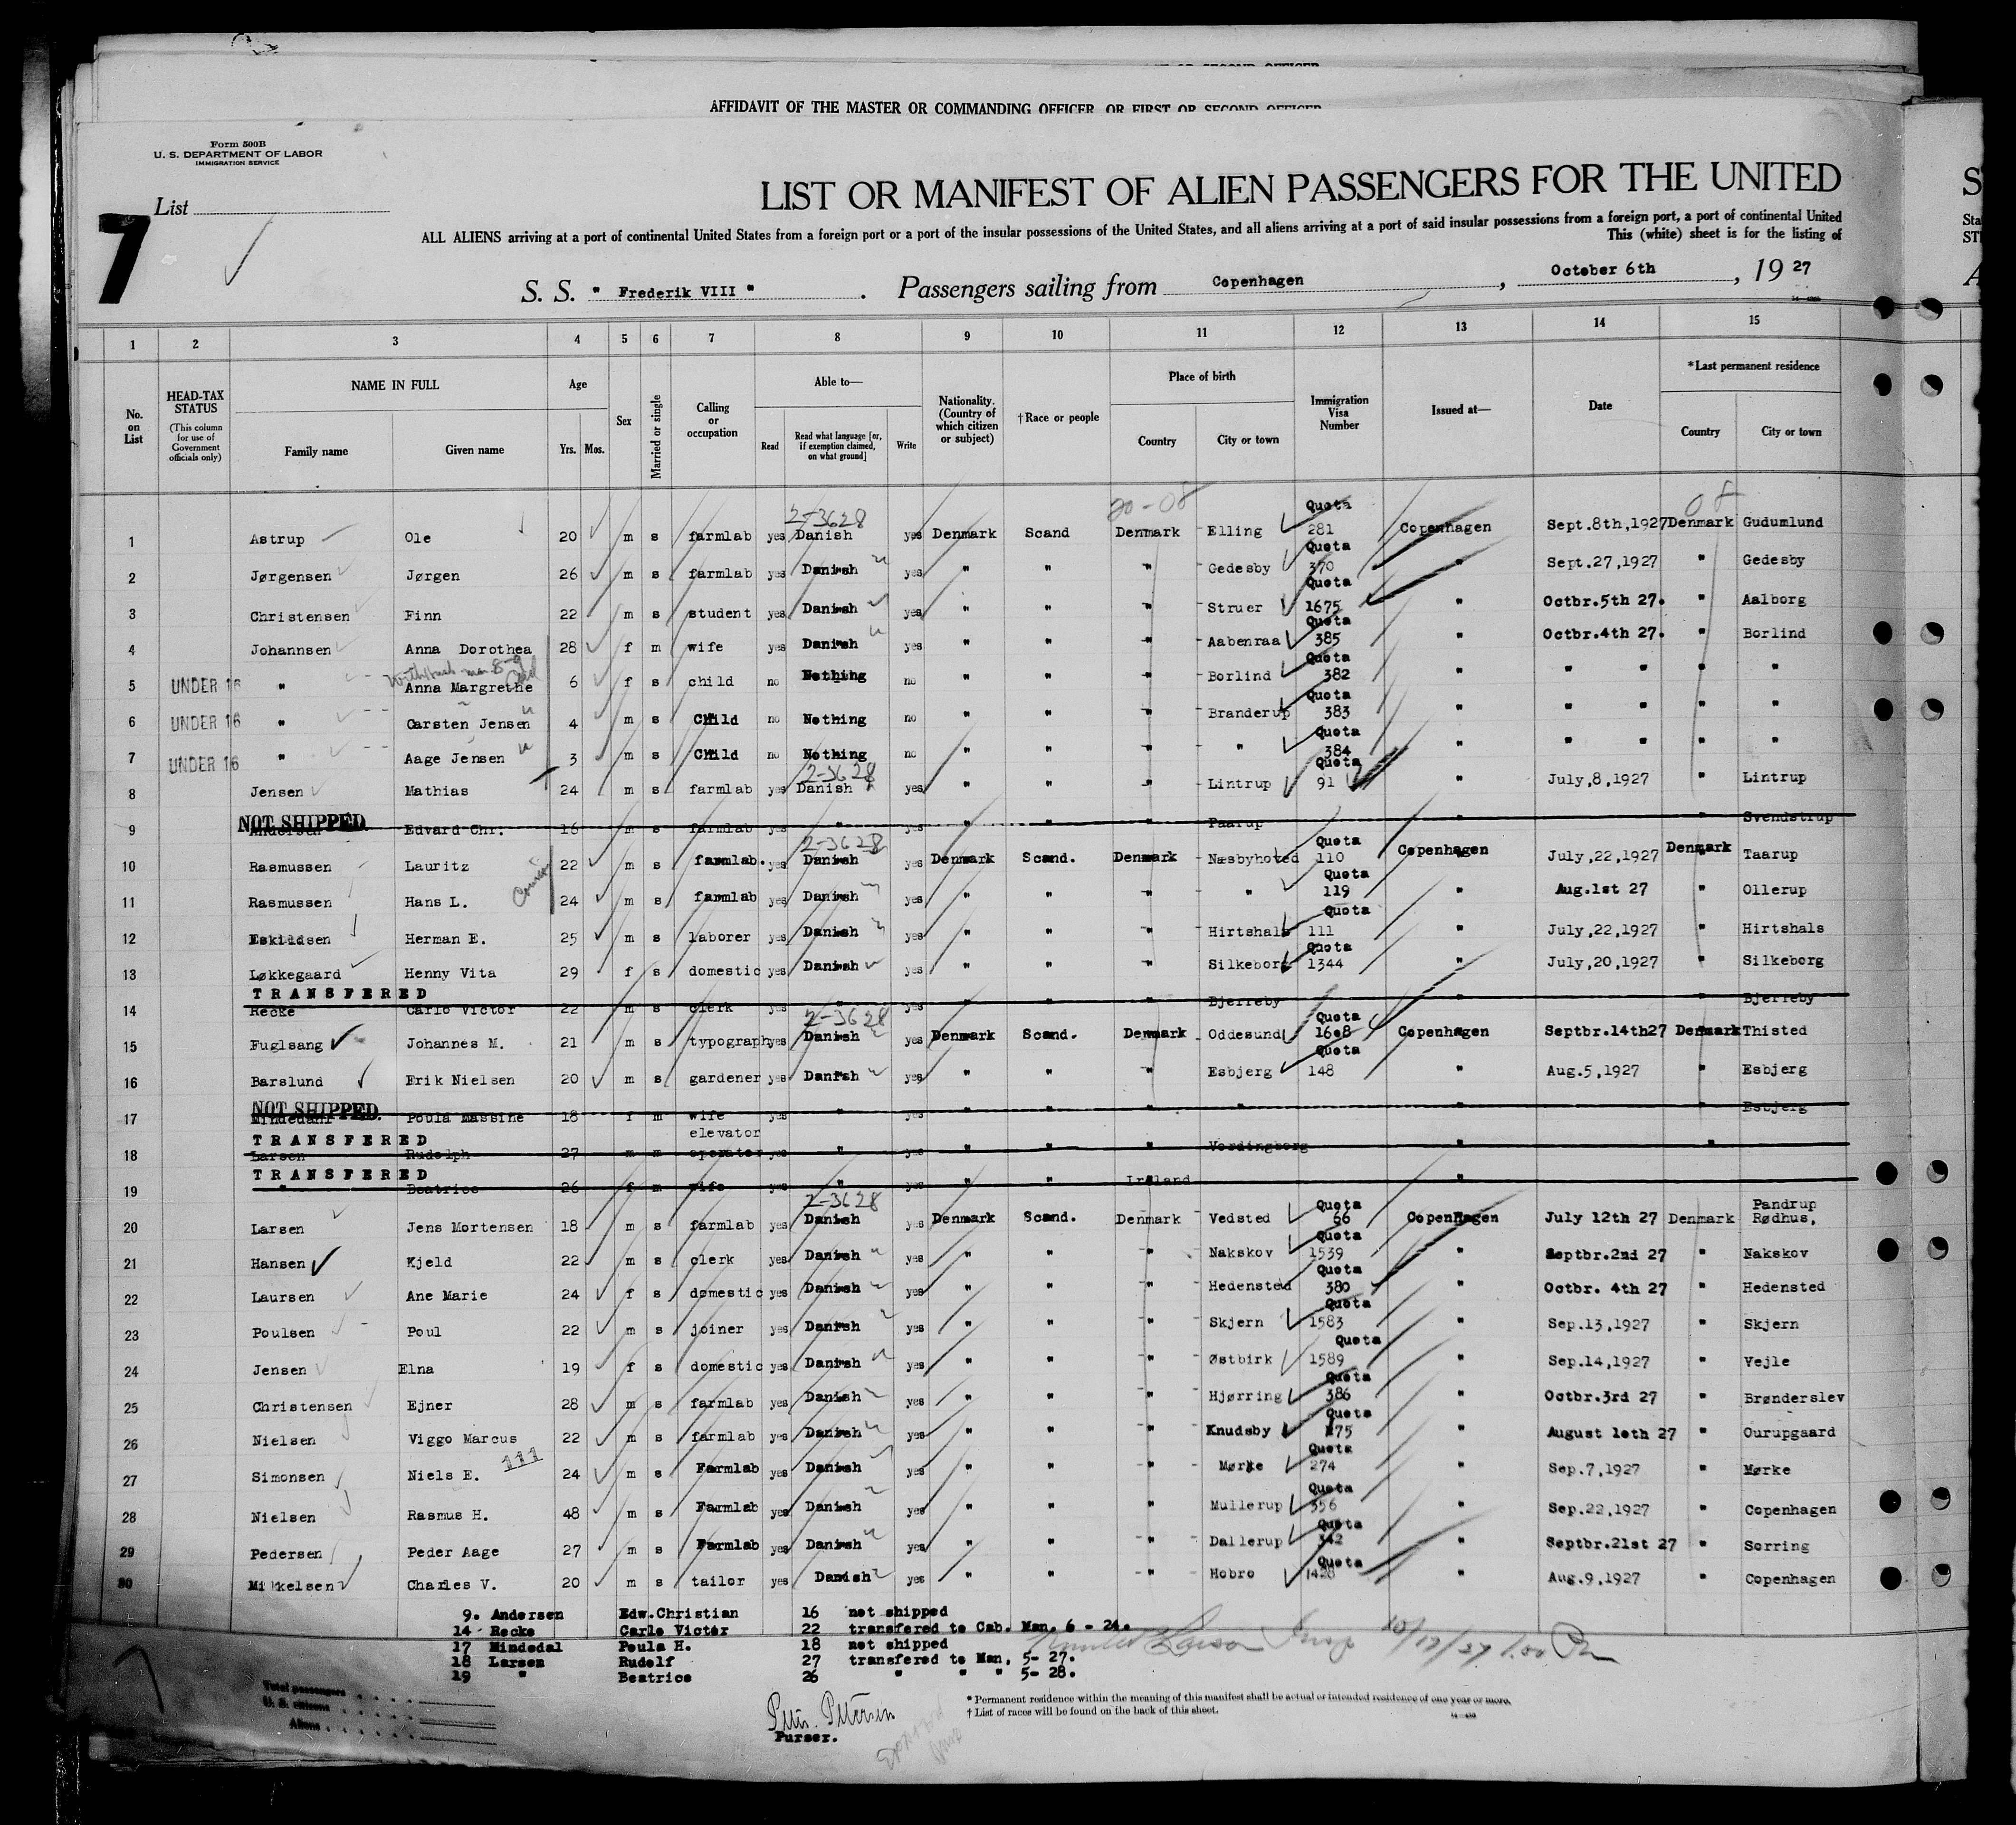 AFFIDAVIT OF THE MASTER OR COMMANDING OFFICER, OR FIRST OR SECOND OFFICER
Form 500B
U. S. DEPARTMENT OF LABOR
IMMIGRATION SERVICE
List
7
LIST OR MANIFEST OF ALIEN PASSENGERS FOR THE UNITED
ALL ALIENS arriving at a port of continental United States from a foreign port or a port of the insular possessions of the United States, and all aliens arriving at a port of said insular possessions from a foreign port, a port of continental United
This (white) sheet is for the listing of
S. S. " Frederik VIII " . Passengers sailing from Copenhagen , October 6th , 19 27
1 2 3 4 5 6 7 8 9 10 11 12 13 14 15
No. on List
HEAD-TAX STATUS (This column for use of Government officials only)
NAME IN FULL Family name Given name
Age Yrs. Mos.
Sex
Married or single
Calling or occupation
Able to— Read Read what language [or, if exemption claimed, on what ground] Write
Nationality. (Country of which citizen or subject)
†Race or people
Place of birth Country City or town
Immigration Visa Number
Issued at—
Date
*Last permanent residence Country City or town
2-3628 20-08 Quota 08
1 Astrup Ole 20 m s farmlab yes Danish yes Denmark Scand Denmark Elling 281 Copenhagen Sept.8th,1927 Denmark Gudumlund
Quota
2 Jørgensen Jørgen 26 m s farmlab yes Danish yes " " " Gedesby 370 " Sept.27,1927 " Gedesby
Quota
3 Christensen Finn 22 m s student yes Danish yes " " " Struer 1675 " Octbr.5th 27. " Aalborg
Quota
4 Johannsen Anna Dorothea 28 f m wife yes Danish yes " " " Aabenraa 385 " Octbr.4th 27. " Borlind
Quota
5 UNDER 16 " Anna Margrethe 6 f s child no Nothing no " " " Borlind 382 " " " " "
Quota
6 UNDER 16 " Carsten Jensen 4 m s Child no Nothing no " " " Branderup 383 " " " " "
Quota
7 UNDER 16 " Aage Jensen 3 m s Child no Nothing no " " " " 384 " " " " "
2-3628 Quota
8 Jensen Mathias 24 m s farmlab yes Danish yes " " " Lintrup 91 " July,8,1927 " Lintrup
NOT SHIPPED.
9 Andersen Edvard Chr. 16 m s farmlab yes " yes " " " Paarup " " Svendstrup
2-3628 Quota
10 Rasmussen Lauritz 22 m s farmlab. yes Danish yes Denmark Scand. Denmark Næsbyhoved 110 Copenhagen July,22,1927 Denmark Taarup
Quota
11 Rasmussen Hans L. 24 m s farmlab yes Danish yes " " " " 119 " Aug.1st 27 " Ollerup
Quota
12 Eskildsen Herman E. 25 m s laborer yes Danish yes " " " Hirtshals 111 " July,22,1927 " Hirtshals
Quota
13 Løkkegaard Henny Vita 29 f s domestic yes Danish yes " " " Silkeborg 1344 " July,20,1927 " Silkeborg
TRANSFERED
14 Recke Carlo Victor 22 m s clerk yes " yes " " " Bjerreby " " Bjerreby
2-3628 Quota
15 Fuglsang Johannes M. 21 m s typograph yes Danish yes Denmark Scand. Denmark Oddesund 1608 Copenhagen Septbr.14th27 Denmark Thisted
Quota
16 Barslund Erik Nielsen 20 m s gardener yes Danish yes " " " Esbjerg 148 " Aug.5,1927 " Esbjerg
NOT SHIPPED.
17 Mindedahl Poula Massine 18 f m wife yes " yes " " " " " " Esbjerg
TRANSFERED elevator
18 Larsen Rudolph 27 m m operator yes " yes " " " Vordingborg " "
TRANSFERED
19 " Beatrice 26 f m wife yes " yes " " Ireland "
2-3628 Quota Pandrup
20 Larsen Jens Mortensen 18 m s farmlab yes Danish yes Denmark Scand. Denmark Vedsted 66 Copenhagen July 12th 27 Denmark Rødhus,
Quota
21 Hansen Kjeld 22 m s clerk yes Danish yes " " " Nakskov 1539 " Septbr.2nd 27 " Nakskov
Quota
22 Laursen Ane Marie 24 f s domestic yes Danish yes " " " Hedensted 380 " Octbr. 4th 27 " Hedensted
Quota
23 Poulsen Poul 22 m s joiner yes Danish yes " " " Skjern 1583 " Sep.13,1927 " Skjern
Quota
24 Jensen Elna 19 f s domestic yes Danish yes " " " Østbirk 1589 " Sep.14,1927 " Vejle
Quota
25 Christensen Ejner 28 m s farmlab yes Danish yes " " " Hjørring 386 " Octbr.3rd 27 " Brønderslev
Quota
26 Nielsen Viggo Marcus 22 m s farmlab yes Danish yes " " " Knudsby 175 " August 10th 27 " Ourupgaard
Quota
27 Simonsen Niels E. 24 m s Farmlab yes Danish yes " " " Mørke 274 " Sep.7,1927 " Mørke
Quota
28 Nielsen Rasmus H. 48 m s Farmlab yes Danish yes " " " Mullerup 356 " Sep.22,1927 " Copenhagen
Quota
29 Pedersen Peder Aage 27 m s Farmlab yes Danish yes " " " Dallerup 342 " Septbr.21st 27 " Sorring
Quota
30 Mikkelsen Charles V. 20 m s tailor yes Danish yes " " " Hobro 1428 " Aug.9,1927 " Copenhagen
9. Andersen Edw.Christian 16 not shipped
14 Recke Carlo Victor 22 transfered to Cab. Man. 6 - 24.
17 Mindedal Poula H. 18 not shipped
18 Larsen Rudolf 27 transfered to Man, 5- 27.
19 " Beatrice 26 " " " 5- 28.
Total passengers
U. S. citizens
Aliens
Peter Petersen
Purser.
* Permanent residence within the meaning of this manifest shall be actual or intended residence of one year or more.
† List of races will be found on the back of this sheet.